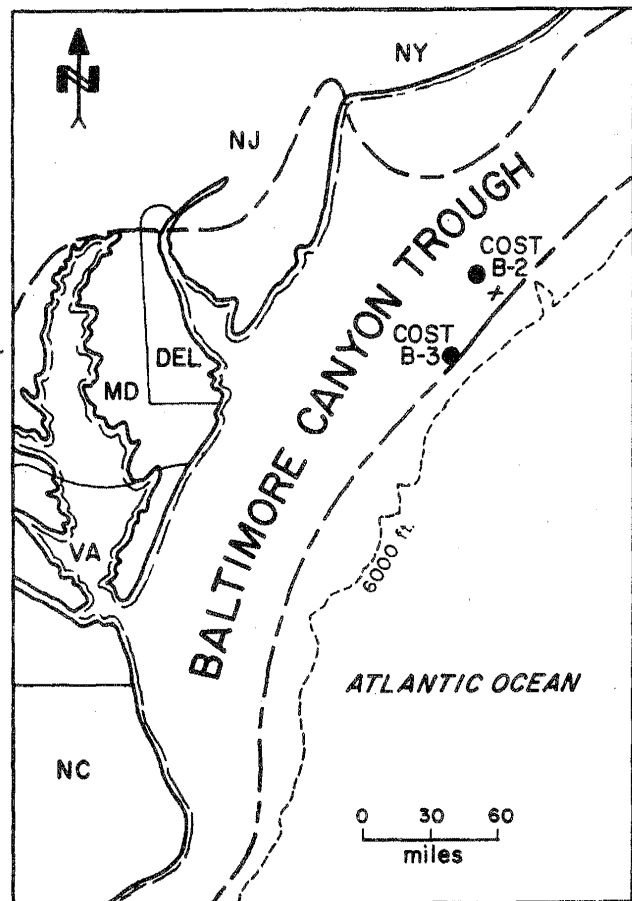 N
NY
NJ
BALTIMORE CANYON TROUGH
COST
B-2
COST
B-3
DEL
MD
VA
6000 ft.
ATLANTIC OCEAN
NC
0 30 60
miles